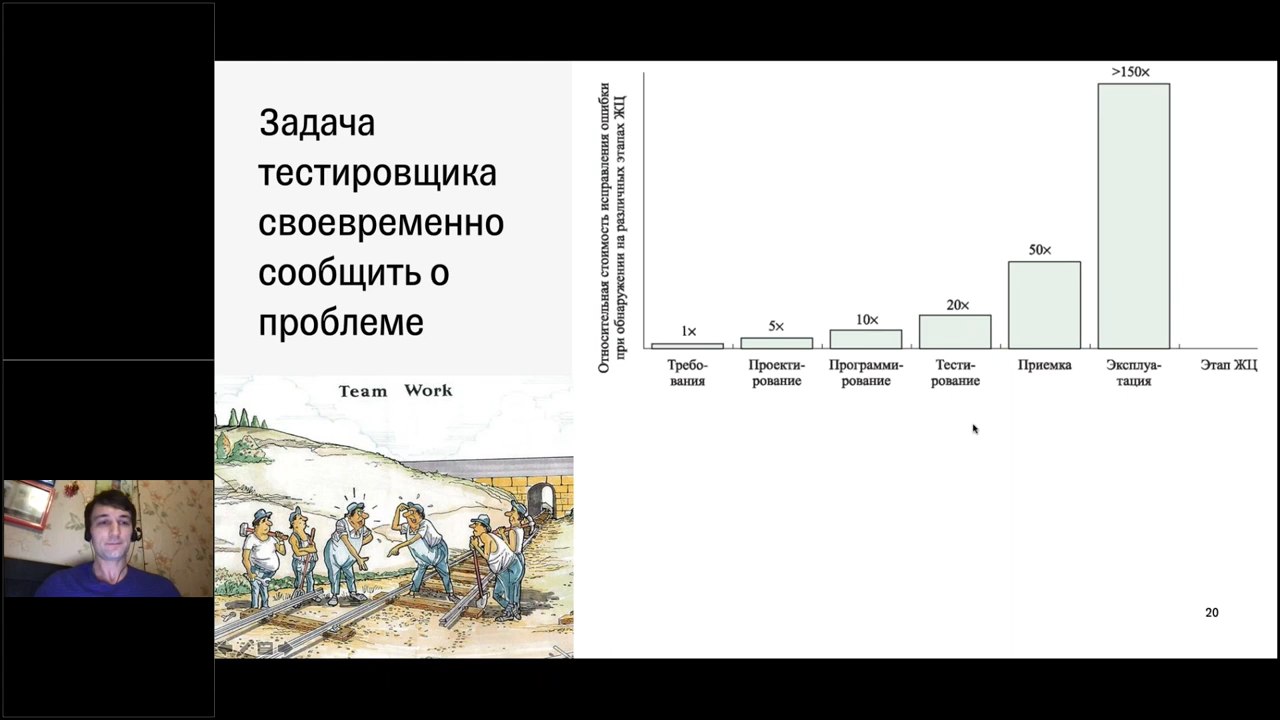 Задача
тестировщика
своевременно
сообщить о
проблеме
Team Work
Относительная стоимость исправления ошибки
при обнаружении на различных этапах ЖЦ
1×
5×
10×
20×
50×
>150×
Требо-
вания
Проекти-
рование
Программи-
рование
Тести-
рование
Приемка
Эксплуа-
тация
Этап ЖЦ
20